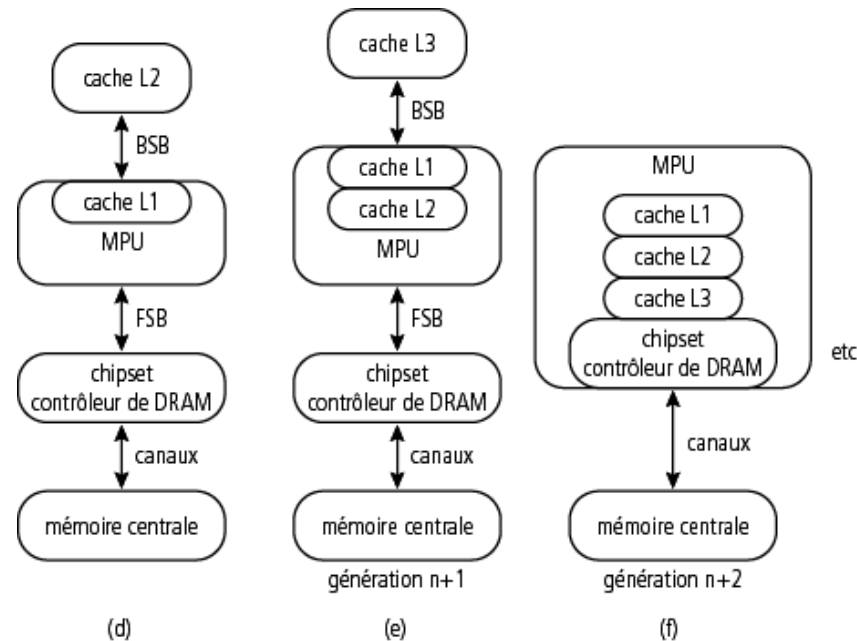 cache L2
BSB
cache L1
MPU
FSB
chipset
contrôleur de DRAM
canaux
mémoire centrale
(d)
cache L3
BSB
cache L1
cache L2
MPU
FSB
chipset
contrôleur de DRAM
canaux
mémoire centrale
génération n+1
(e)
MPU
cache L1
cache L2
cache L3
chipset
contrôleur de DRAM
canaux
mémoire centrale
génération n+2
(f)
etc